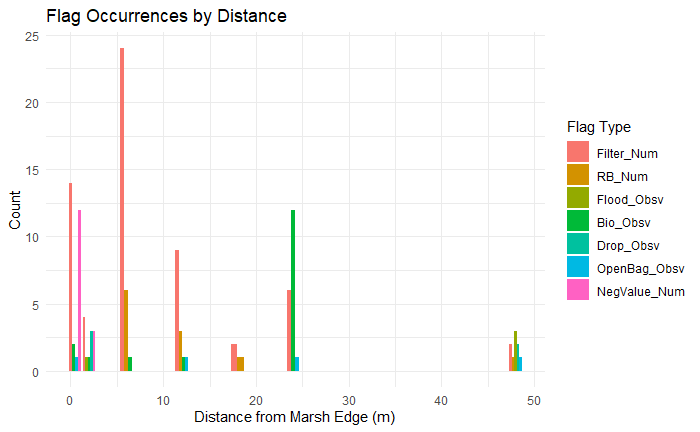 Flag Occurrences by Distance
25
20
15
10
5
0
Count
0 10 20 30 40 50
Distance from Marsh Edge (m)
Flag Type
Filter_Num
RB_Num
Flood_Obsv
Bio_Obsv
Drop_Obsv
OpenBag_Obsv
NegValue_Num